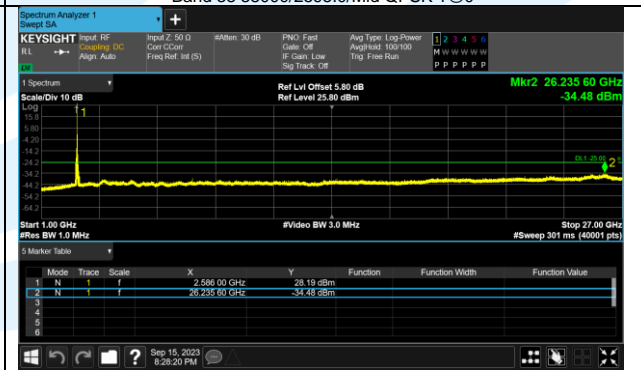 Spectrum Analyzer 1
Swept SA
KEYSIGHT
RL
Input: RF
Coupling: DC
Align: Auto
Input Z: 50 Ω
Corr CCorr
Freq Ref: Int (S)
#Atten: 30 dB
PNO: Fast
Gate: Off
IF Gain: Low
Sig Track: Off
Avg Type: Log-Power
Avg|Hold: 100/100
Trig: Free Run
1 2 3 4 5 6
M W W W W W
P P P P P P
1 Spectrum
Scale/Div 10 dB
Ref Lvl Offset 5.80 dB
Ref Level 25.80 dBm
Mkr2 26.235 60 GHz
-34.48 dBm
Log
15.8
5.80
-4.20
-14.2
-24.2
-34.2
-44.2
-54.2
-64.2
1
2
Start 1.00 GHz
#Res BW 1.0 MHz
#Video BW 3.0 MHz
Stop 27.00 GHz
#Sweep 301 ms (40001 pts)
5 Marker Table
Mode Trace Scale X Y Function Function Width Function Value
1 N 1 f 2.586 00 GHz 28.19 dBm
2 N 1 f 26.235 60 GHz -34.48 dBm
3
4
5
6
Sep 15, 2023
8:28:20 PM